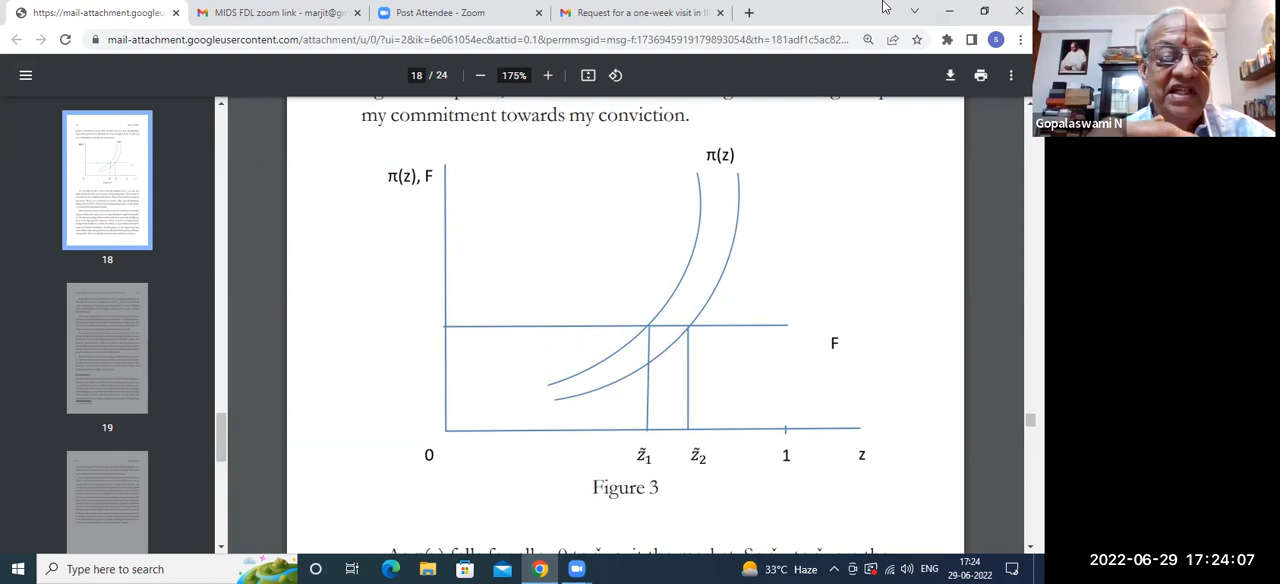 https://mail-attachment.googleu
MIDS FDL zoom link - marjit@gm
Post Attendee - Zoom
Request for a one-week visit in II
mail-attachment.googleusercontent.com/attachment/u/0/?ui=2&ik=6e061054ec&attid=0.1&permmsgid=msg-f:1736945919179893054&th=181adf1c5ac82...
S
18 / 24
175%
Gopalaswami N
my commitment towards my conviction.
π(z)
π(z), F
F
0
z̃1
z̃2
1
z
Figure 3
18
19
Type here to search
33°C Haze
ENG
17:24
29-06-2022
2022-06-29 17:24:07